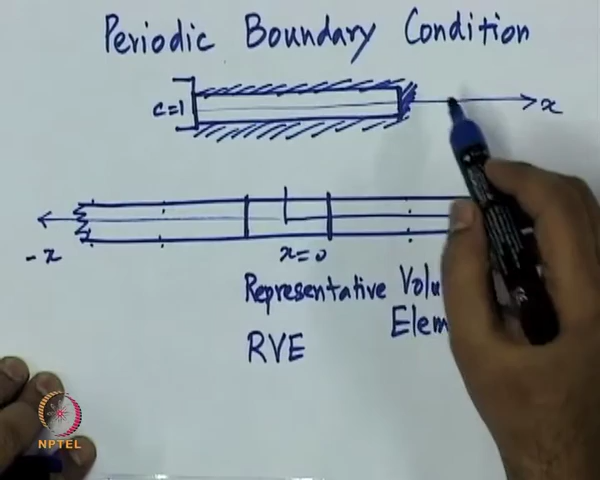 Periodic Boundary Condition
c=1
x
-x
x=0
Representative
RVE
NPTEL